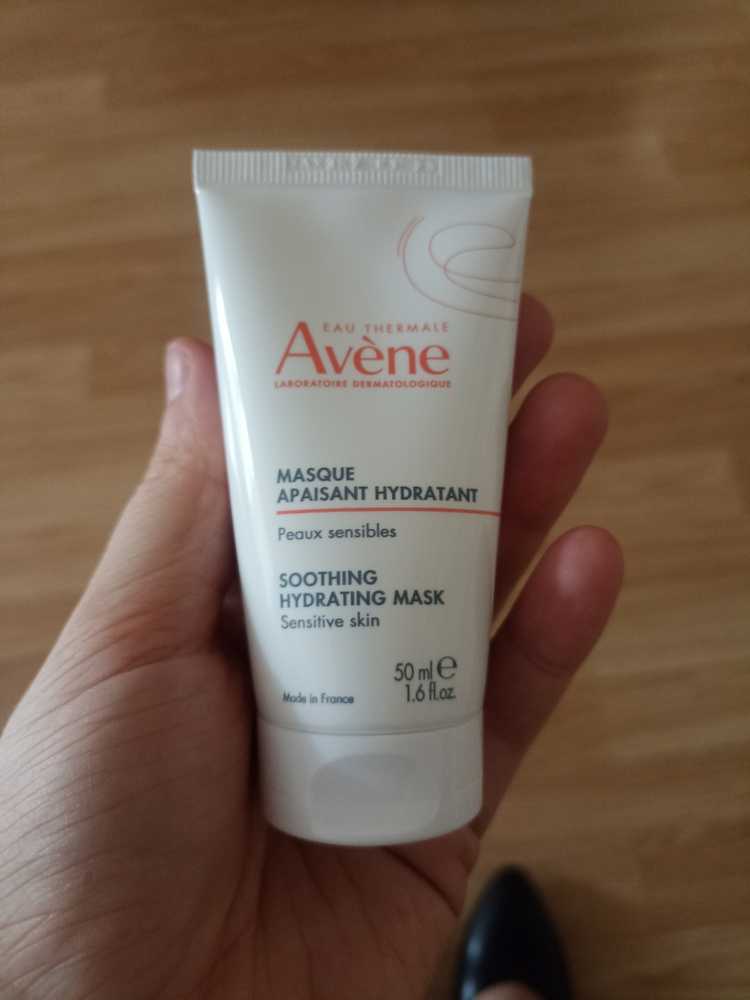 EAU THERMALE
Avène
LABORATOIRE DERMATOLOGIQUE
MASQUE
APAISANT HYDRATANT
Peaux sensibles
SOOTHING
HYDRATING MASK
Sensitive skin
50 ml ℮
1.6 fl.oz.
Made in France